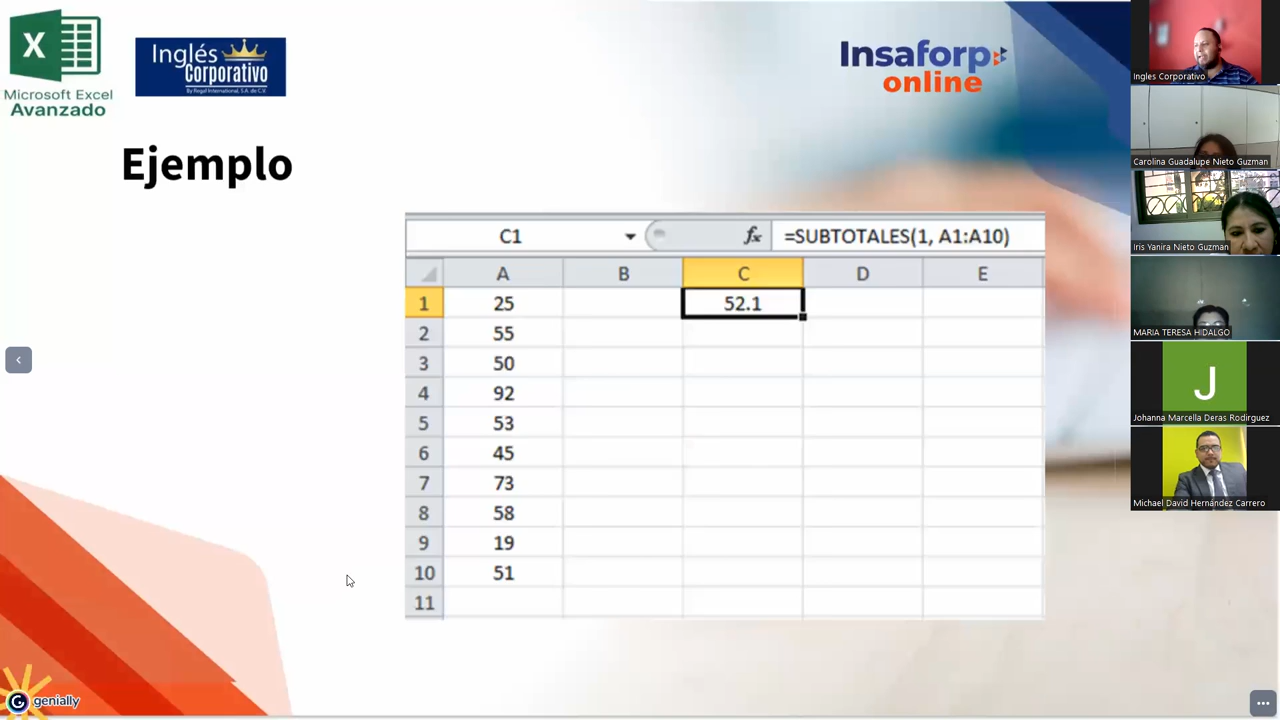 X
Microsoft Excel
Avanzado
Inglés
Corporativo
By Regal International, S.A. de C.V.
Insaforp
online
Ejemplo
C1
fx
=SUBTOTALES(1, A1:A10)
A B C D E
1 25 52.1
2 55
3 50
4 92
5 53
6 45
7 73
8 58
9 19
10 51
11
G genially
Ingles Corporativo
Carolina Guadalupe Nieto Guzman
Iris Yanira Nieto Guzman
MARIA TERESA HIDALGO
J
Johanna Marcella Deras Rodirguez
Michael David Hernández Carrero